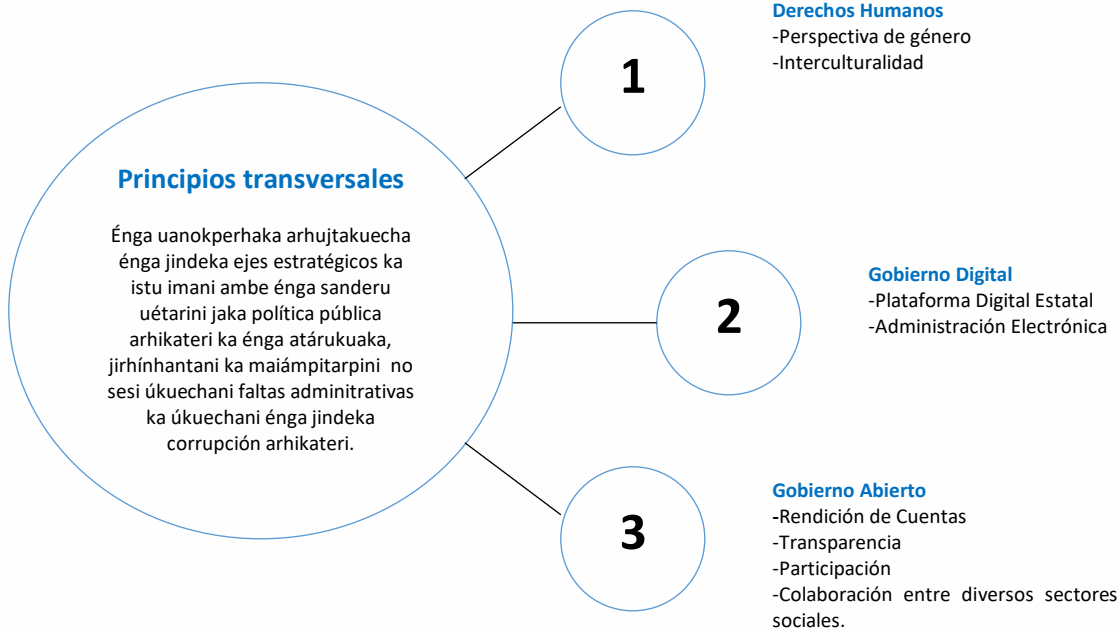 Principios transversales
Énga uanokperhaka arhujtakuecha
énga jindeka ejes estratégicos ka
istu imani ambe énga sanderu
uétarini jaka política pública
arhikateri ka énga atárukuaka,
jirhínhantani ka maiámpitarpini no
sesi úkuechani faltas adminitrativas
ka úkuechani énga jindeka
corrupción arhikateri.
1
Derechos Humanos
-Perspectiva de género
-Interculturalidad
2
Gobierno Digital
-Plataforma Digital Estatal
-Administración Electrónica
3
Gobierno Abierto
-Rendición de Cuentas
-Transparencia
-Participación
-Colaboración entre diversos sectores
sociales.